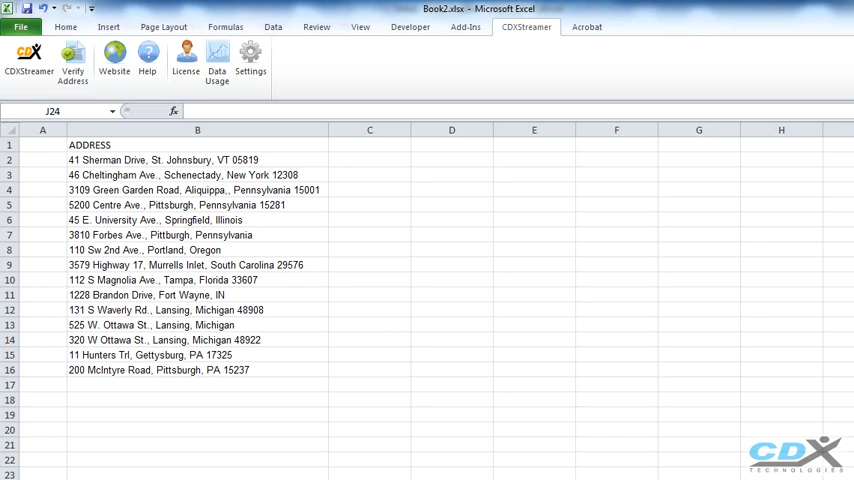 Book2.xlsx - Microsoft Excel
File Home Insert Page Layout Formulas Data Review View Developer Add-Ins CDXStreamer Acrobat
CDX
CDXStreamer Verify Address Website Help License Data Usage Settings
J24 fx
A B C D E F G H
1 ADDRESS
2 41 Sherman Drive, St. Johnsbury, VT 05819
3 46 Cheltingham Ave., Schenectady, New York 12308
4 3109 Green Garden Road, Aliquippa,, Pennsylvania 15001
5 5200 Centre Ave., Pittsburgh, Pennsylvania 15281
6 45 E. University Ave., Springfield, Illinois
7 3810 Forbes Ave., Pittburgh, Pennsylvania
8 110 Sw 2nd Ave., Portland, Oregon
9 3579 Highway 17, Murrells Inlet, South Carolina 29576
10 112 S Magnolia Ave., Tampa, Florida 33607
11 1228 Brandon Drive, Fort Wayne, IN
12 131 S Waverly Rd., Lansing, Michigan 48908
13 525 W. Ottawa St., Lansing, Michigan
14 320 W Ottawa St., Lansing, Michigan 48922
15 11 Hunters Trl, Gettysburg, PA 17325
16 200 McIntyre Road, Pittsburgh, PA 15237
17
18
19
20
21
22
23
CDX
TECHNOLOGIES